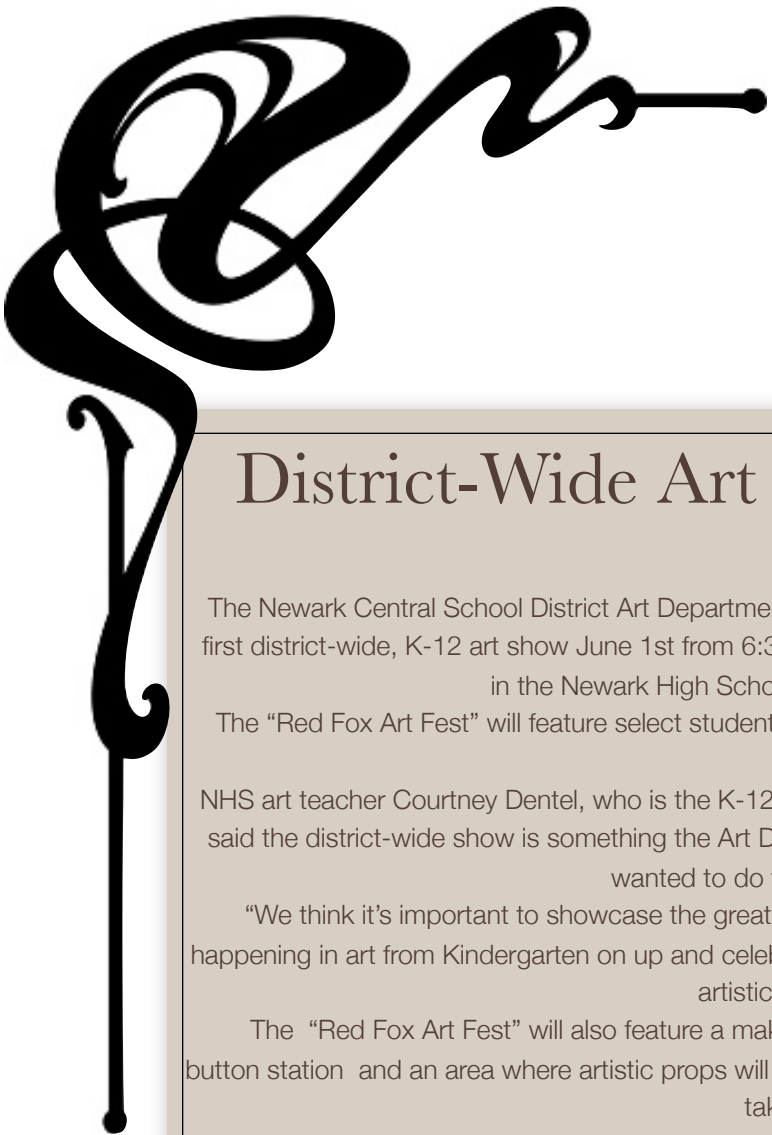 District-Wide Art
The Newark Central School District Art Departme
first district-wide, K-12 art show June 1st from 6:3
in the Newark High Scho
The “Red Fox Art Fest” will feature select student
NHS art teacher Courtney Dentel, who is the K-12
said the district-wide show is something the Art D
wanted to do
“We think it’s important to showcase the great
happening in art from Kindergarten on up and celeb
artistic
The “Red Fox Art Fest” will also feature a mak
button station and an area where artistic props will
tak